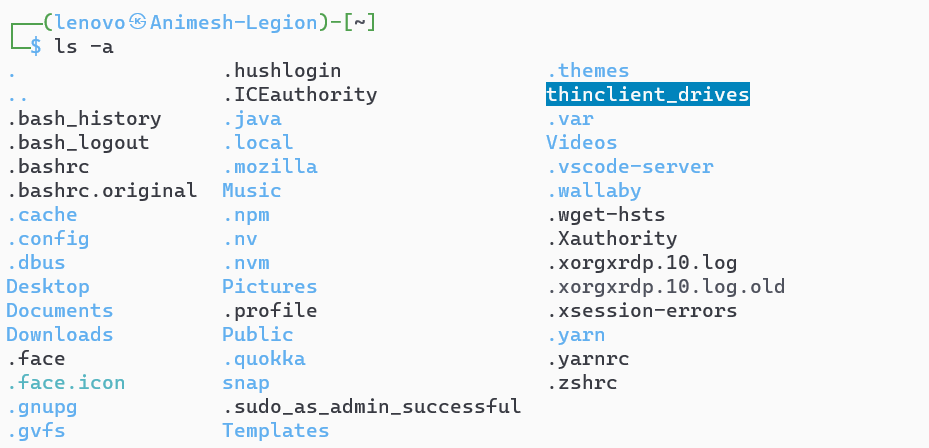 ┌──(lenovo㉿Animesh-Legion)-[~]
└─$ ls -a
.                 .hushlogin                 .themes
..                .ICEauthority              thinclient_drives
.bash_history     .java                      .var
.bash_logout      .local                     Videos
.bashrc           .mozilla                   .vscode-server
.bashrc.original  Music                      .wallaby
.cache            .npm                       .wget-hsts
.config           .nv                        .Xauthority
.dbus             .nvm                       .xorgxrdp.10.log
Desktop           Pictures                   .xorgxrdp.10.log.old
Documents         .profile                   .xsession-errors
Downloads         Public                     .yarn
.face             .quokka                    .yarnrc
.face.icon        snap                       .zshrc
.gnupg            .sudo_as_admin_successful
.gvfs             Templates